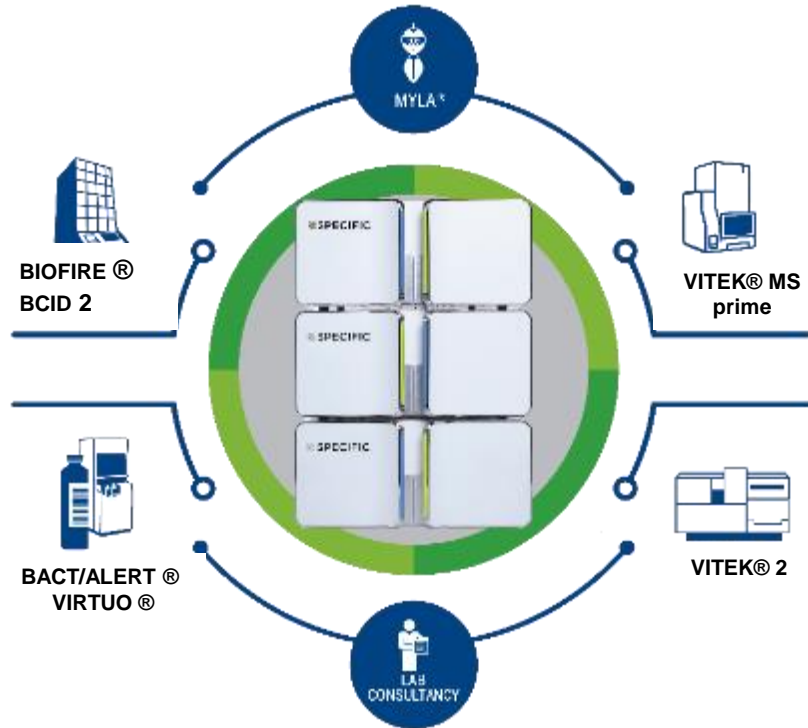 MYLA®
BIOFIRE ®
BCID 2
VITEK® MS
prime
SPECIFIC
SPECIFIC
SPECIFIC
BACT/ALERT ®
VIRTUO ®
VITEK® 2
LAB
CONSULTANCY